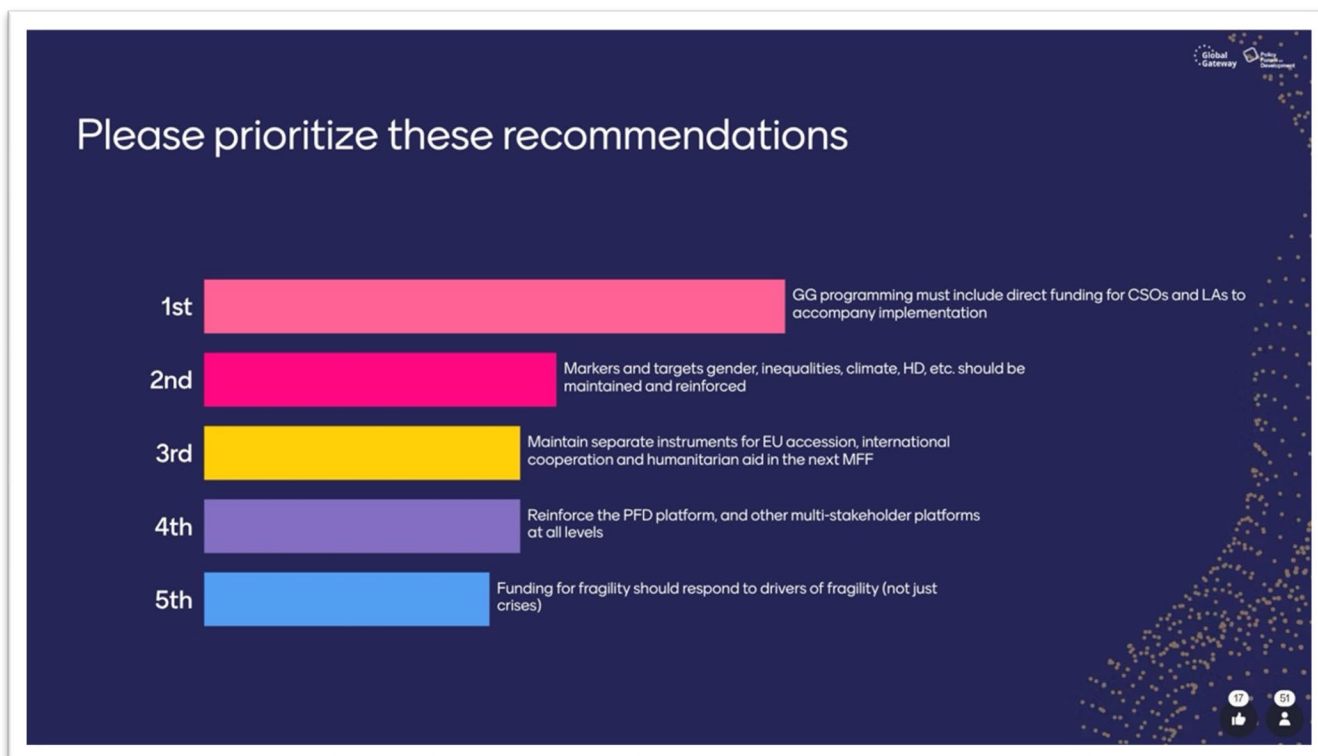 Global
Gateway
Policy
Forum on
Development
Please prioritize these recommendations
1st
GG programming must include direct funding for CSOs and LAs to
accompany implementation
2nd
Markers and targets gender, inequalities, climate, HD, etc. should be
maintained and reinforced
3rd
Maintain separate instruments for EU accession, international
cooperation and humanitarian aid in the next MFF
4th
Reinforce the PFD platform, and other multi-stakeholder platforms
at all levels
5th
Funding for fragility should respond to drivers of fragility (not just
crises)
17
51